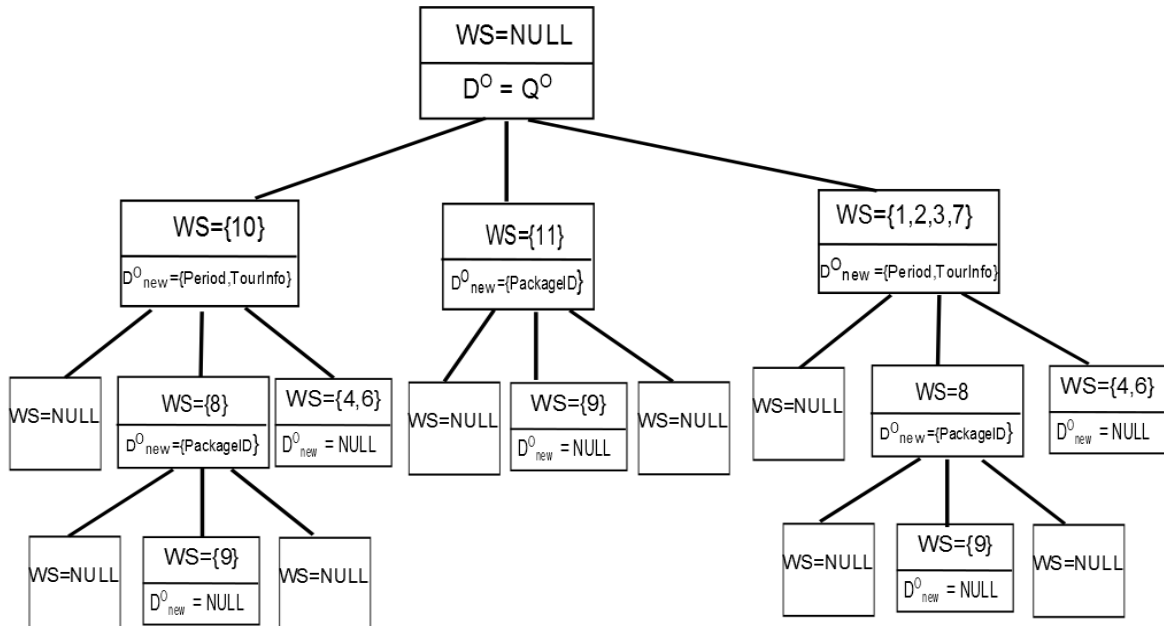 WS=NULL
D^O = Q^O
WS={10}
D^O_new ={Period,TourInfo}
WS={11}
D^O_new ={PackageID}
WS={1,2,3,7}
D^O_new ={Period,TourInfo}
WS=NULL
WS={8}
D^O_new ={PackageID}
WS={4,6}
D^O_new = NULL
WS=NULL
WS={9}
D^O_new = NULL
WS=NULL
WS=NULL
WS=8
D^O_new ={PackageID}
WS={4,6}
D^O_new = NULL
WS=NULL
WS={9}
D^O_new = NULL
WS=NULL
WS=NULL
WS={9}
D^O_new = NULL
WS=NULL